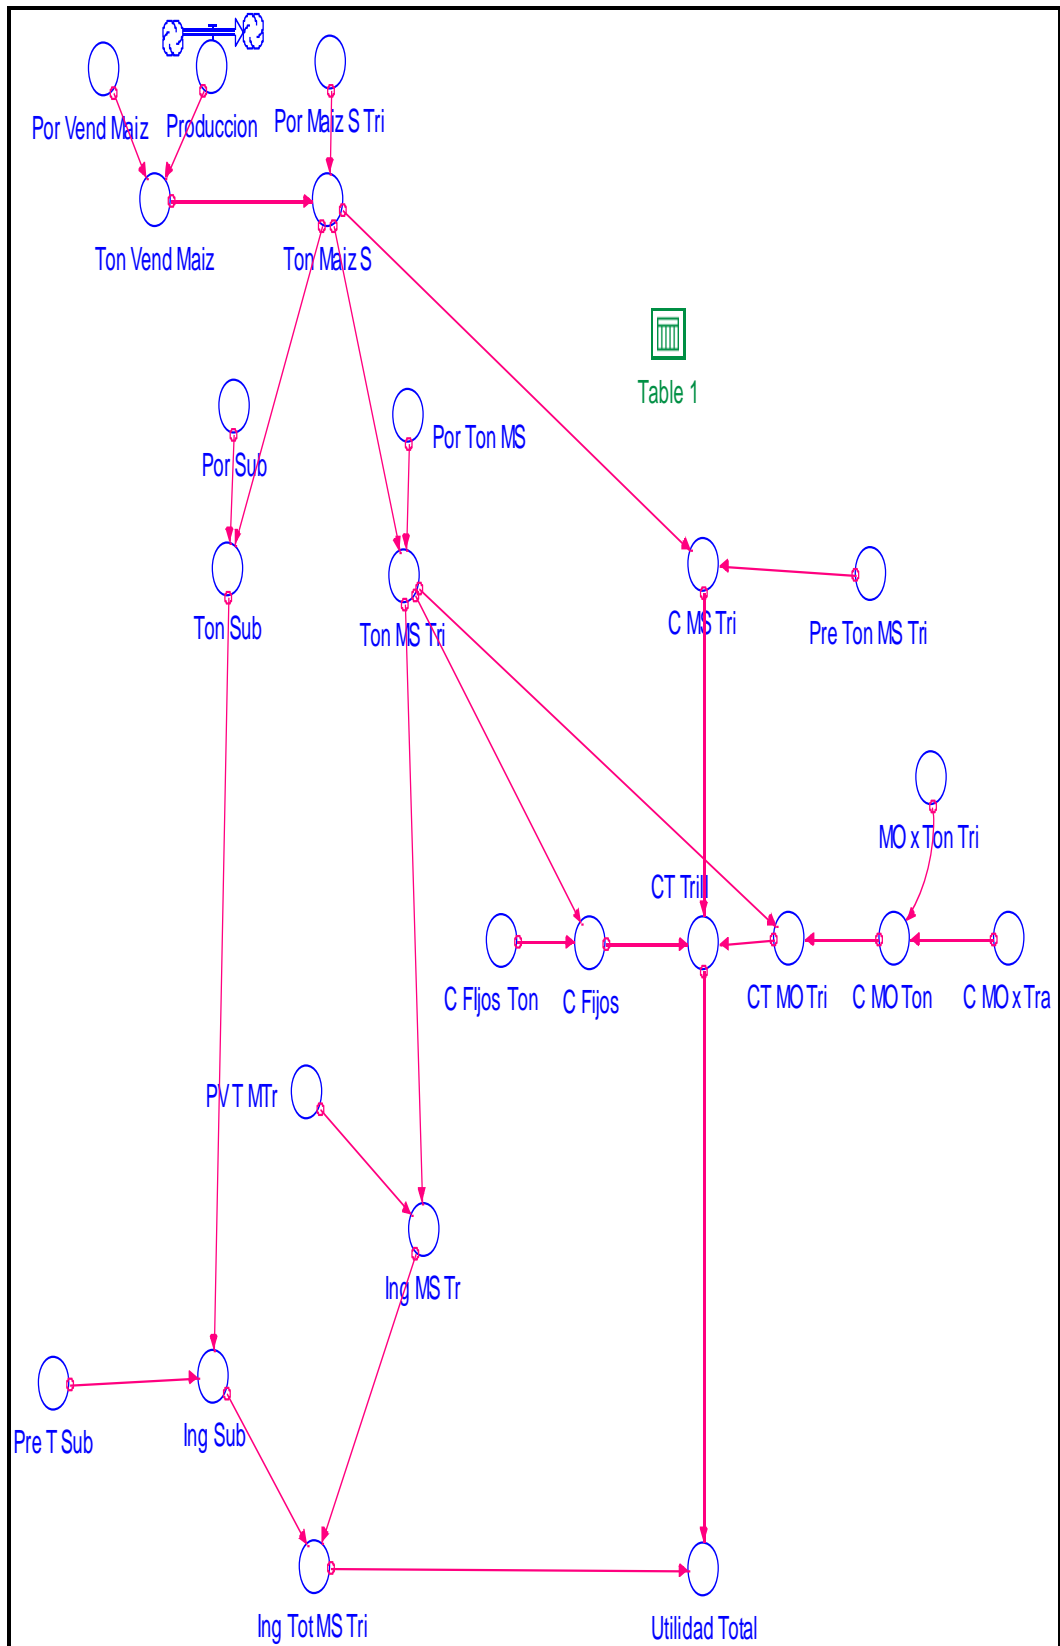 Por Vend Maiz
Produccion
Por Maiz S Tri
Ton Vend Maiz
Ton Maiz S
Table 1
Por Sub
Por Ton MS
Ton Sub
Ton MS Tri
C MS Tri
Pre Ton MS Tri
MO x Ton Tri
CT Trill
C FIjos Ton
C Fijos
CT MO Tri
C MO Ton
C MO x Tra
PV T MTr
Ing MS Tr
Pre T Sub
Ing Sub
Ing Tot MS Tri
Utilidad Total